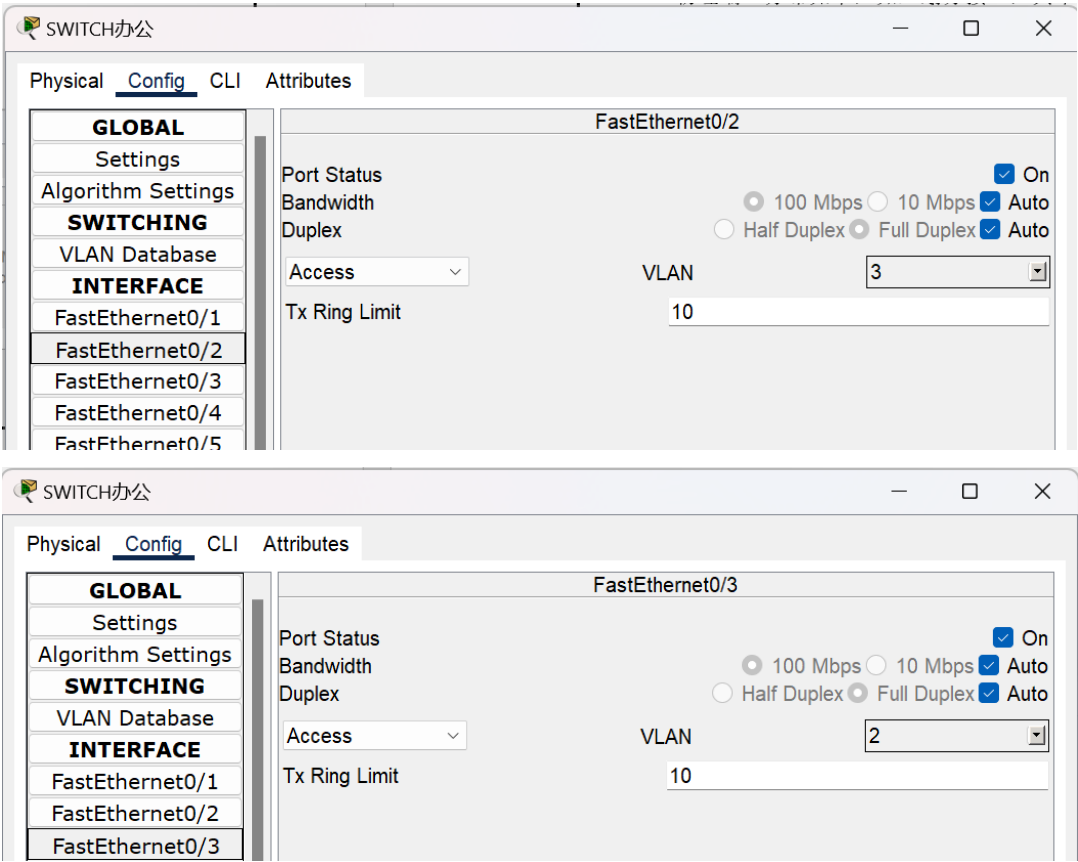 SWITCH办公
Physical Config CLI Attributes
GLOBAL
Settings
Algorithm Settings
SWITCHING
VLAN Database
INTERFACE
FastEthernet0/1
FastEthernet0/2
FastEthernet0/3
FastEthernet0/4
FastEthernet0/5
FastEthernet0/2
Port Status On
Bandwidth 100 Mbps 10 Mbps Auto
Duplex Half Duplex Full Duplex Auto
Access VLAN 3
Tx Ring Limit 10
SWITCH办公
Physical Config CLI Attributes
GLOBAL
Settings
Algorithm Settings
SWITCHING
VLAN Database
INTERFACE
FastEthernet0/1
FastEthernet0/2
FastEthernet0/3
FastEthernet0/3
Port Status On
Bandwidth 100 Mbps 10 Mbps Auto
Duplex Half Duplex Full Duplex Auto
Access VLAN 2
Tx Ring Limit 10